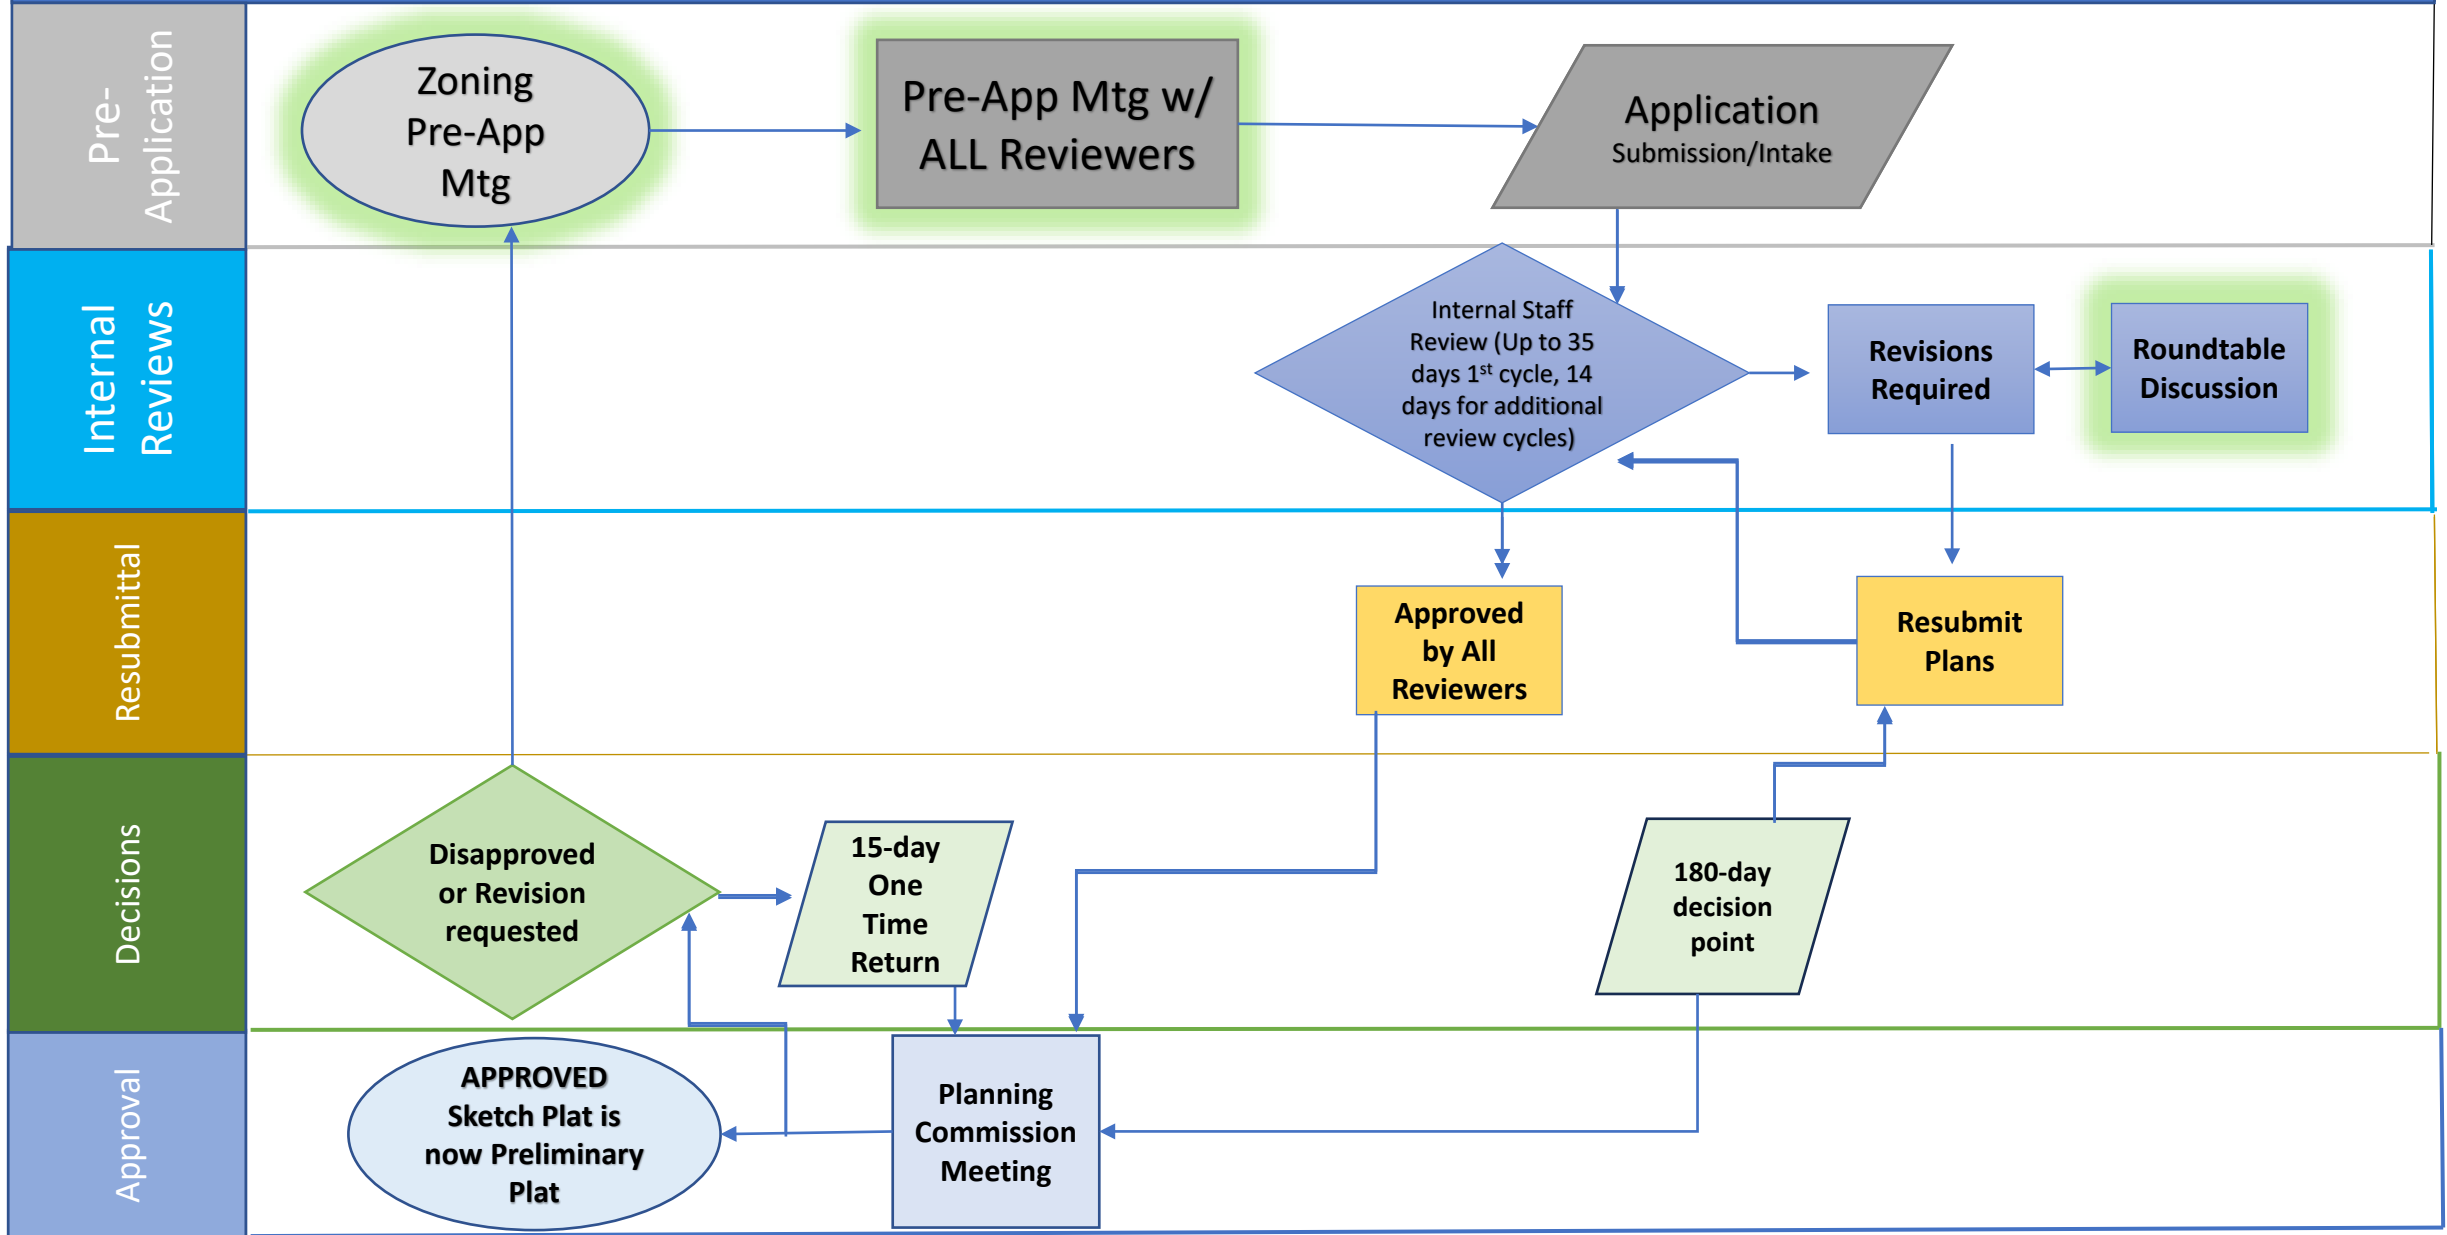 Pre-
Application
Zoning
Pre-App
Mtg
Pre-App Mtg w/
ALL Reviewers
Application
Submission/Intake
Internal
Reviews
Internal Staff
Review (Up to 35
days 1st cycle, 14
days for additional
review cycles)
Revisions
Required
Roundtable
Discussion
Resubmittal
Approved
by All
Reviewers
Resubmit
Plans
Decisions
Disapproved
or Revision
requested
15-day
One
Time
Return
180-day
decision
point
Approval
APPROVED
Sketch Plat is
now Preliminary
Plat
Planning
Commission
Meeting